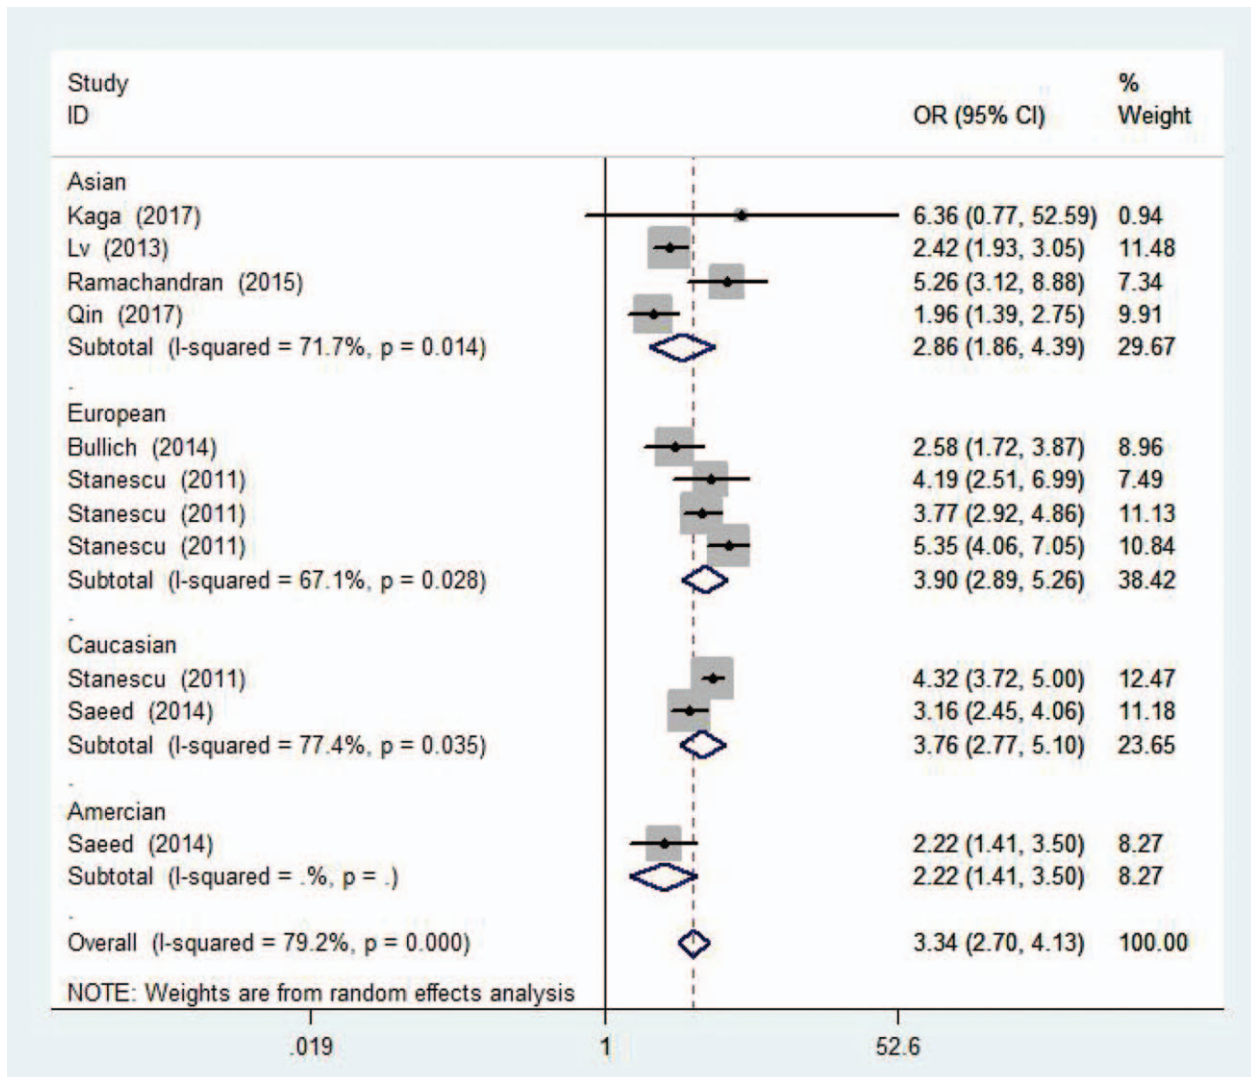 Study %
ID OR (95% CI) Weight
Asian
Kaga (2017) 6.36 (0.77, 52.59) 0.94
Lv (2013) 2.42 (1.93, 3.05) 11.48
Ramachandran (2015) 5.26 (3.12, 8.88) 7.34
Qin (2017) 1.96 (1.39, 2.75) 9.91
Subtotal (I-squared = 71.7%, p = 0.014) 2.86 (1.86, 4.39) 29.67
.
European
Bullich (2014) 2.58 (1.72, 3.87) 8.96
Stanescu (2011) 4.19 (2.51, 6.99) 7.49
Stanescu (2011) 3.77 (2.92, 4.86) 11.13
Stanescu (2011) 5.35 (4.06, 7.05) 10.84
Subtotal (I-squared = 67.1%, p = 0.028) 3.90 (2.89, 5.26) 38.42
.
Caucasian
Stanescu (2011) 4.32 (3.72, 5.00) 12.47
Saeed (2014) 3.16 (2.45, 4.06) 11.18
Subtotal (I-squared = 77.4%, p = 0.035) 3.76 (2.77, 5.10) 23.65
.
Amercian
Saeed (2014) 2.22 (1.41, 3.50) 8.27
Subtotal (I-squared = .%, p = .) 2.22 (1.41, 3.50) 8.27
.
Overall (I-squared = 79.2%, p = 0.000) 3.34 (2.70, 4.13) 100.00
NOTE: Weights are from random effects analysis
.019 1 52.6